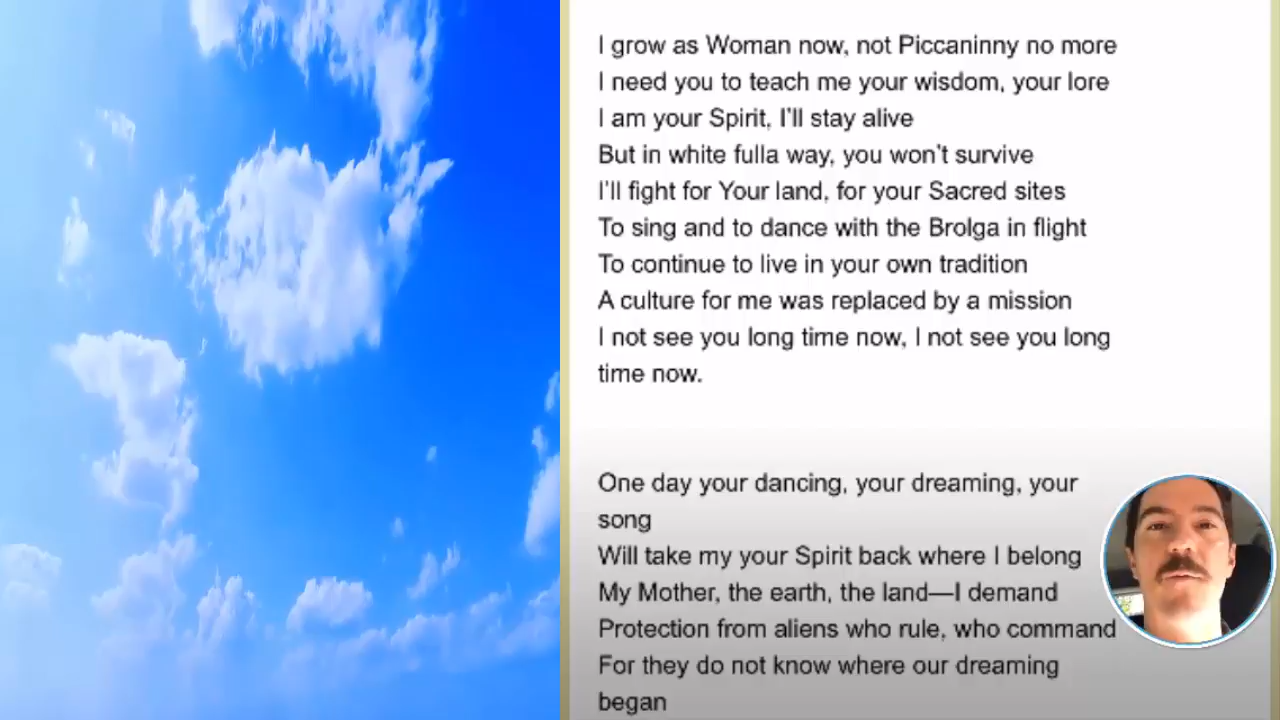 I grow as Woman now, not Piccaninny no more
I need you to teach me your wisdom, your lore
I am your Spirit, I'll stay alive
But in white fulla way, you won't survive
I'll fight for Your land, for your Sacred sites
To sing and to dance with the Brolga in flight
To continue to live in your own tradition
A culture for me was replaced by a mission
I not see you long time now, I not see you long
time now.
One day your dancing, your dreaming, your
song
Will take my your Spirit back where I belong
My Mother, the earth, the land—I demand
Protection from aliens who rule, who command
For they do not know where our dreaming
began